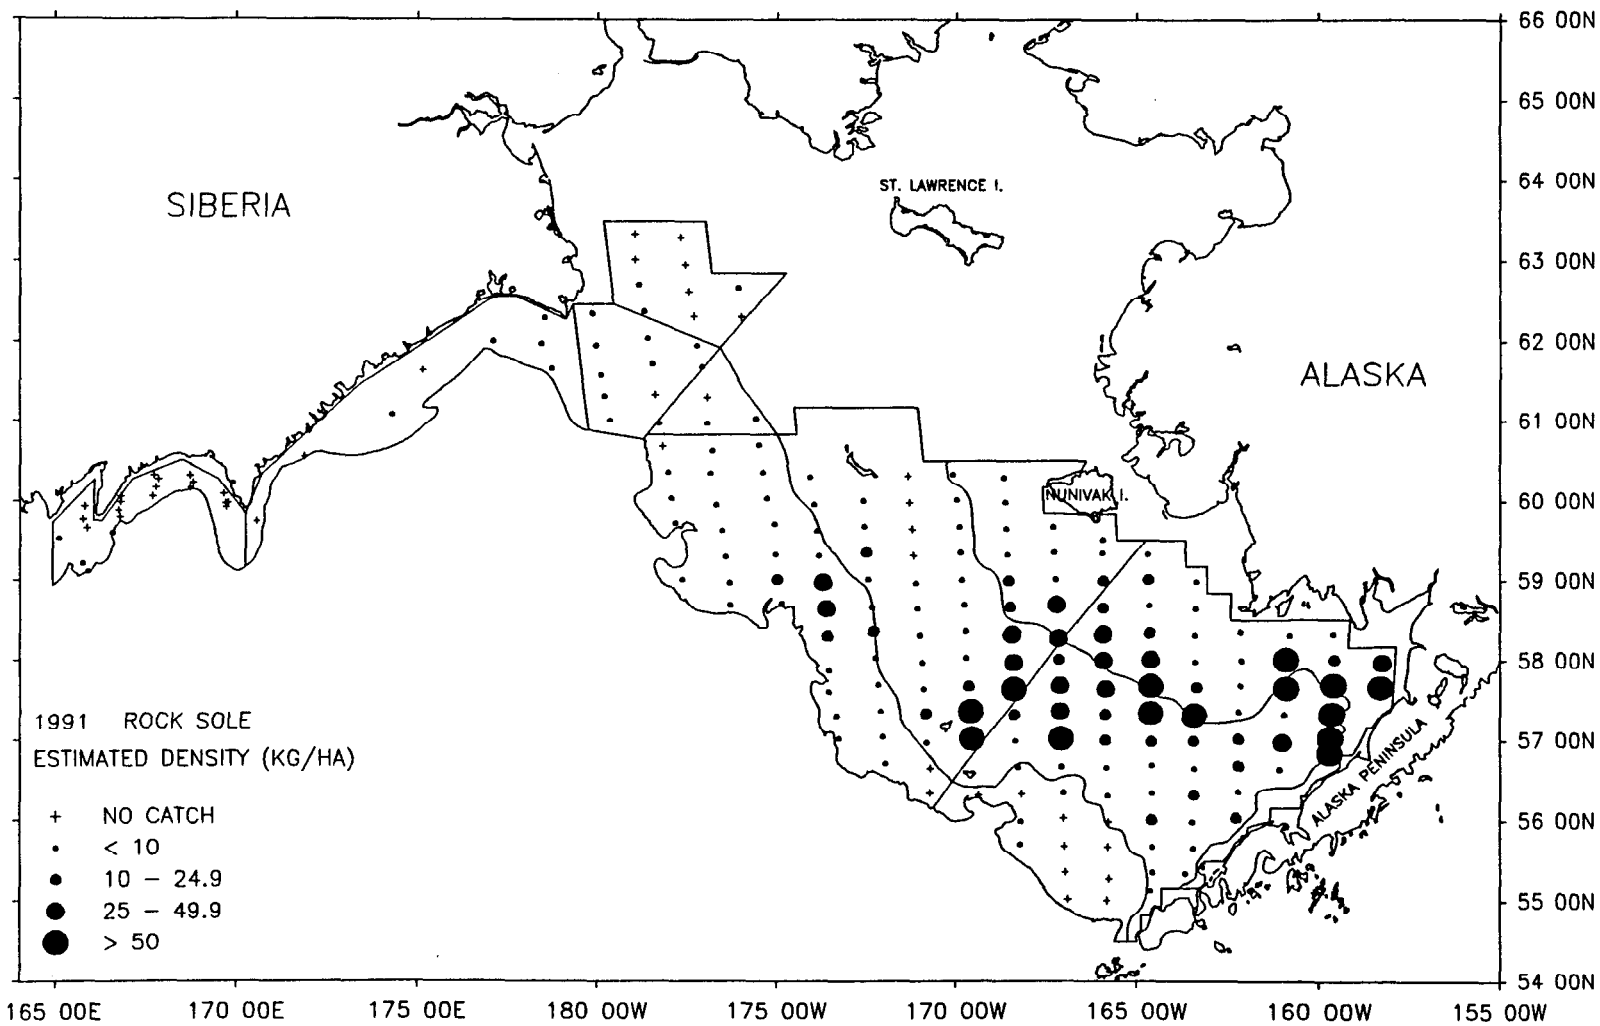 66 00N
65 00N
ST. LAWRENCE I.
64 00N
SIBERIA
63 00N
62 00N
ALASKA
61 00N
NUNIVAK I.
60 00N
59 00N
58 00N
1991 ROCK SOLE
ESTIMATED DENSITY (KG/HA)
57 00N
ALASKA PENINSULA
+ NO CATCH
56 00N
< 10
10 – 24.9
25 – 49.9
55 00N
> 50
54 00N
165 00E 170 00E 175 00E 180 00W 175 00W 170 00W 165 00W 160 00W 155 00W